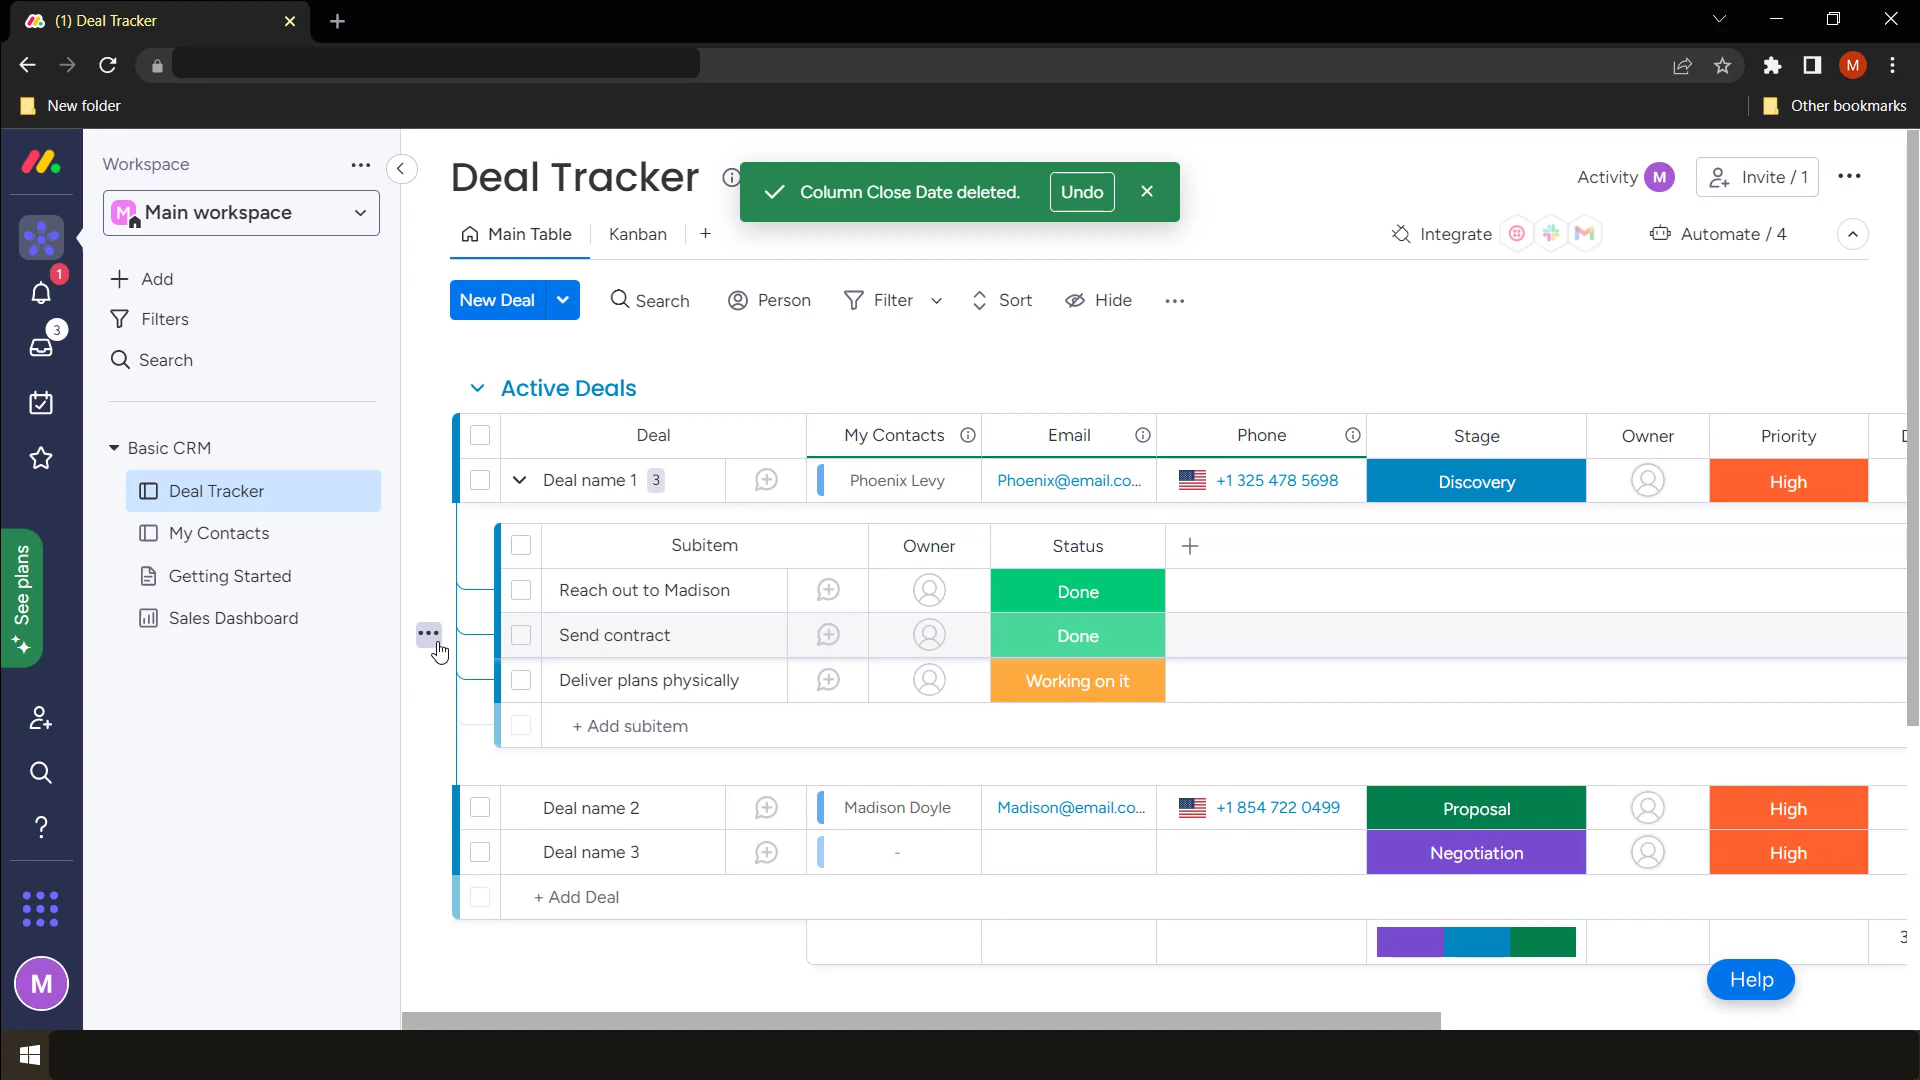 (1) Deal Tracker
M
New folder
Other bookmarks
Workspace
M Main workspace
Add
Filters
Search
Basic CRM
Deal Tracker
My Contacts
Getting Started
Sales Dashboard
1
3
See plans
M
Deal Tracker
Column Close Date deleted. Undo
Activity M Invite / 1
Main Table Kanban +
Integrate Automate / 4
New Deal Search Person Filter Sort Hide
Active Deals
Deal My Contacts Email Phone Stage Owner Priority
Deal name 1 3 Phoenix Levy Phoenix@email.co... +1 325 478 5698 Discovery High
Subitem Owner Status +
Reach out to Madison Done
Send contract Done
Deliver plans physically Working on it
+ Add subitem
Deal name 2 Madison Doyle Madison@email.co... +1 854 722 0499 Proposal High
Deal name 3 - Negotiation High
+ Add Deal
Help